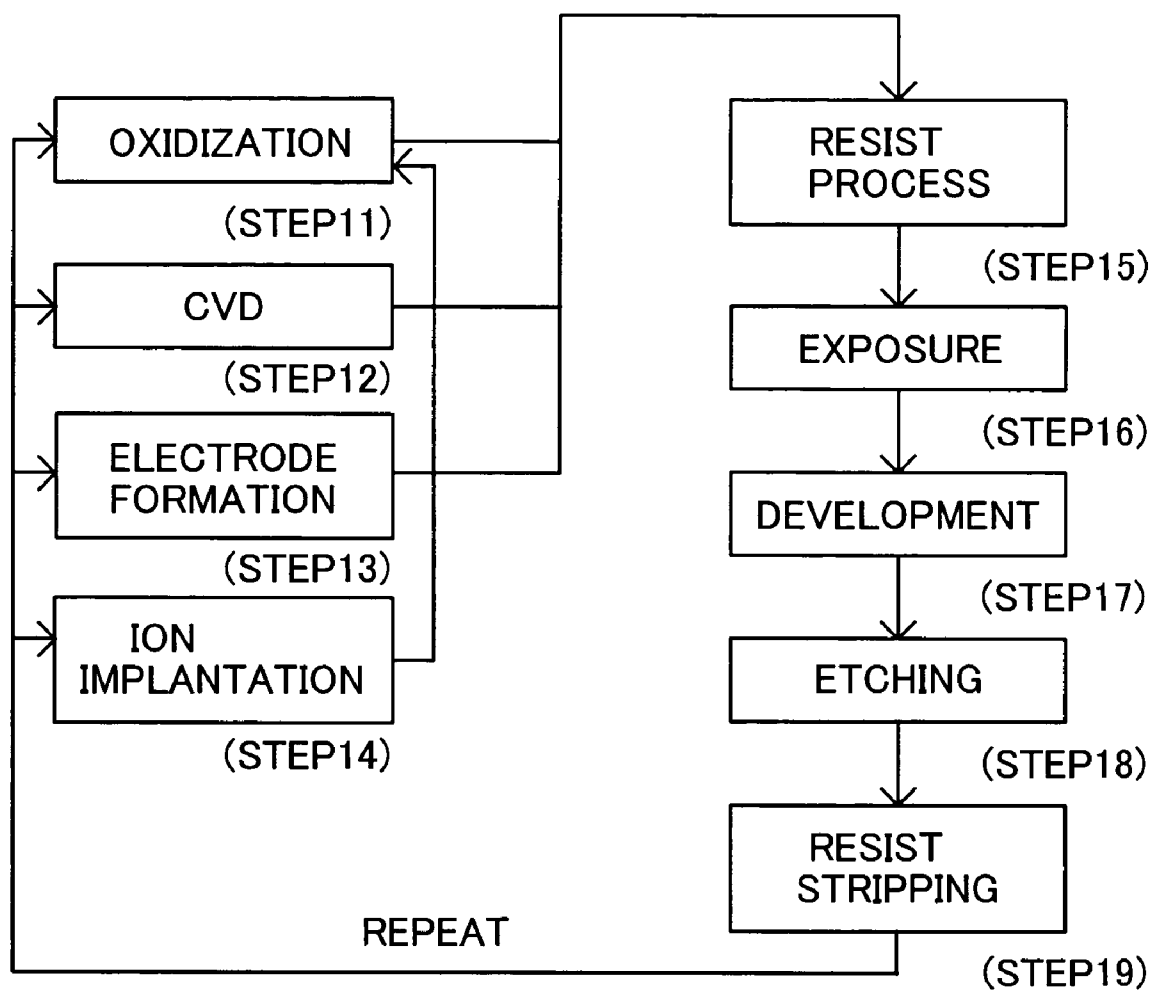 OXIDIZATION
(STEP11)
CVD
(STEP12)
ELECTRODE
FORMATION
(STEP13)
ION
IMPLANTATION
(STEP14)
RESIST
PROCESS
(STEP15)
EXPOSURE
(STEP16)
DEVELOPMENT
(STEP17)
ETCHING
(STEP18)
RESIST
STRIPPING
(STEP19)
REPEAT